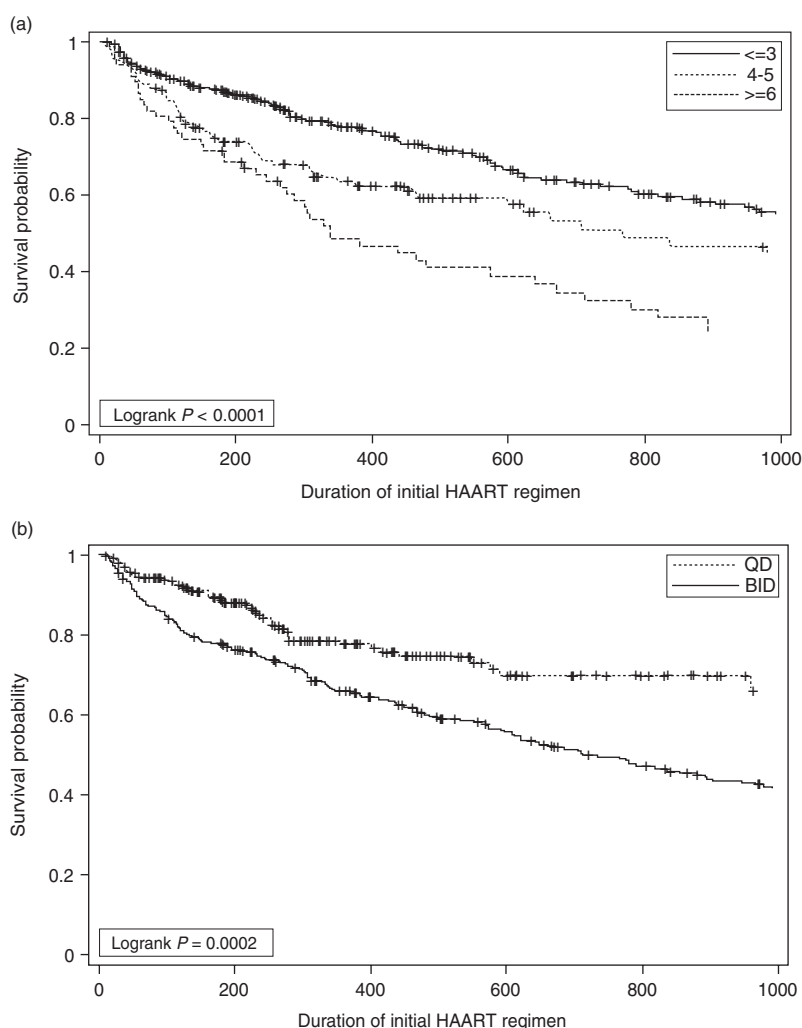 (a)
<=3
4-5
>=6
1
0.8
0.6
0.4
0.2
0
Survival probability
Logrank P < 0.0001
0 200 400 600 800 1000
Duration of initial HAART regimen
(b)
QD
BID
1
0.8
0.6
0.4
0.2
0
Survival probability
Logrank P = 0.0002
0 200 400 600 800 1000
Duration of initial HAART regimen